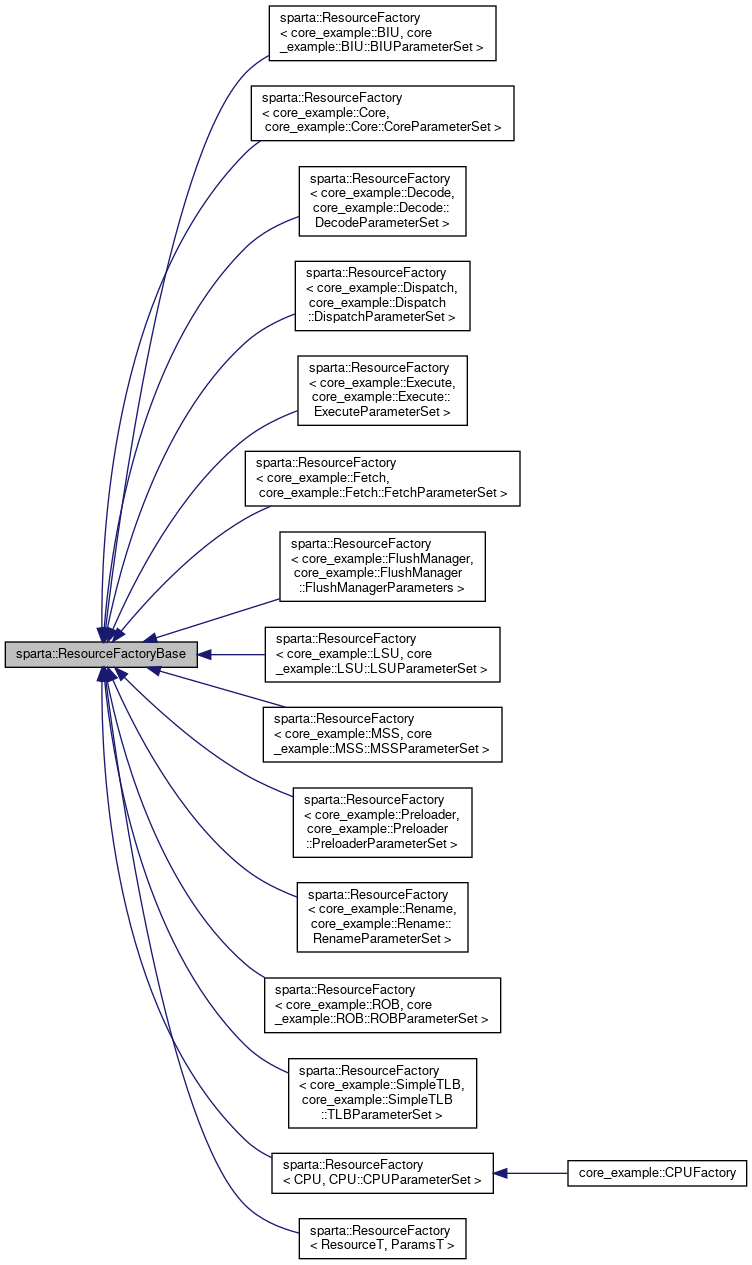 sparta::ResourceFactory
< core_example::BIU, core
_example::BIU::BIUParameterSet >
sparta::ResourceFactory
< core_example::Core,
core_example::Core::CoreParameterSet >
sparta::ResourceFactory
< core_example::Decode,
core_example::Decode::
DecodeParameterSet >
sparta::ResourceFactory
< core_example::Dispatch,
core_example::Dispatch
::DispatchParameterSet >
sparta::ResourceFactory
< core_example::Execute,
core_example::Execute::
ExecuteParameterSet >
sparta::ResourceFactory
< core_example::Fetch,
core_example::Fetch::FetchParameterSet >
sparta::ResourceFactory
< core_example::FlushManager,
core_example::FlushManager
::FlushManagerParameters >
sparta::ResourceFactoryBase
sparta::ResourceFactory
< core_example::LSU, core
_example::LSU::LSUParameterSet >
sparta::ResourceFactory
< core_example::MSS, core
_example::MSS::MSSParameterSet >
sparta::ResourceFactory
< core_example::Preloader,
core_example::Preloader
::PreloaderParameterSet >
sparta::ResourceFactory
< core_example::Rename,
core_example::Rename::
RenameParameterSet >
sparta::ResourceFactory
< core_example::ROB, core
_example::ROB::ROBParameterSet >
sparta::ResourceFactory
< core_example::SimpleTLB,
core_example::SimpleTLB
::TLBParameterSet >
sparta::ResourceFactory
< CPU, CPU::CPUParameterSet >
core_example::CPUFactory
sparta::ResourceFactory
< ResourceT, ParamsT >